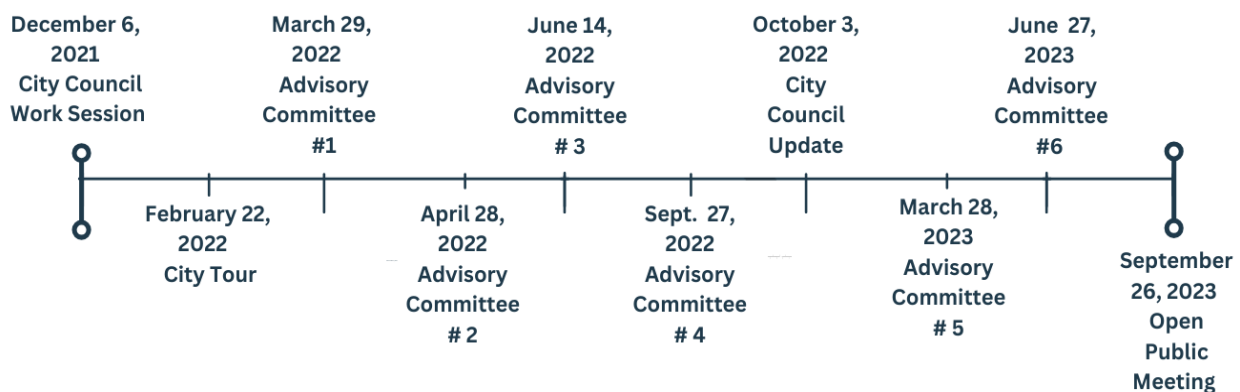 December 6,
2021
City Council
Work Session
February 22,
2022
City Tour
March 29,
2022
Advisory
Committee
#1
April 28,
2022
Advisory
Committee
# 2
June 14,
2022
Advisory
Committee
# 3
Sept. 27,
2022
Advisory
Committee
# 4
October 3,
2022
City
Council
Update
March 28,
2023
Advisory
Committee
# 5
June 27,
2023
Advisory
Committee
#6
September
26, 2023
Open
Public
Meeting